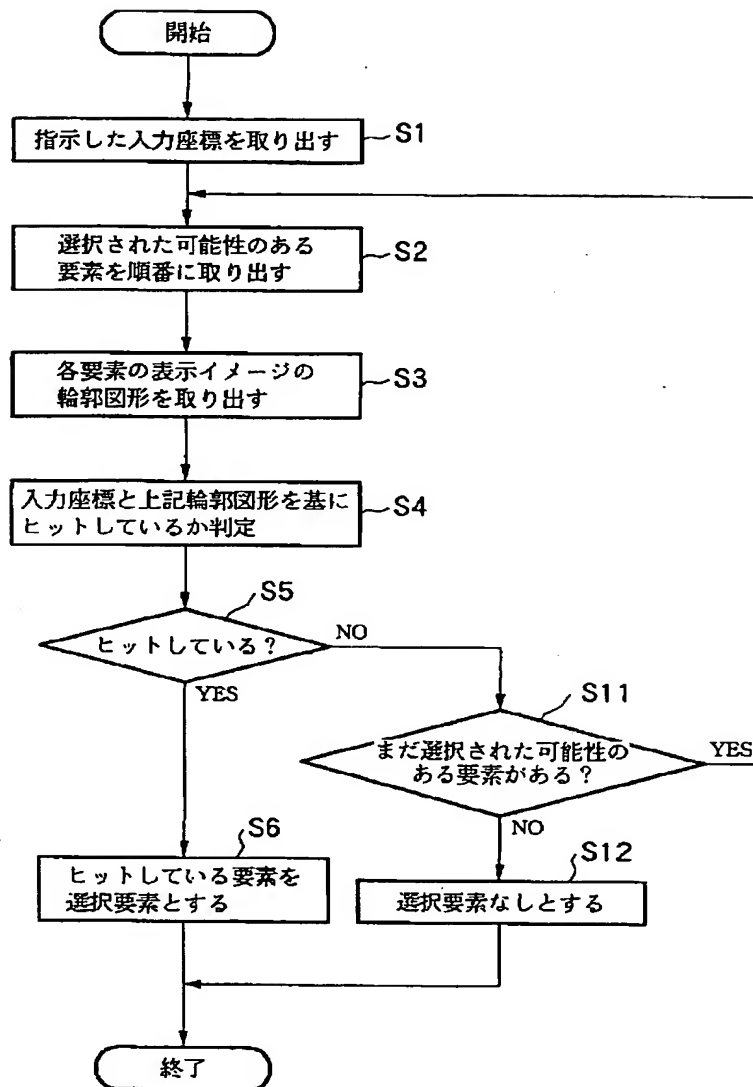 開始
指示した入力座標を取り出す
S1
選択された可能性のある
要素を順番に取り出す
S2
各要素の表示イメージの
輪郭図形を取り出す
S3
入力座標と上記輪郭図形を基に
ヒットしているか判定
S4
S5
ヒットしている?
NO
YES
S11
まだ選択された可能性の
ある要素がある?
YES
NO
S6
ヒットしている要素を
選択要素とする
S12
選択要素なしとする
終了